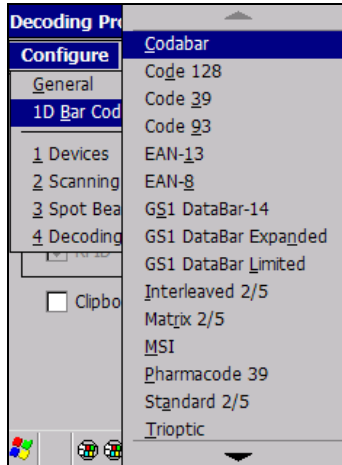 Decoding Pr
Configure
General
1D Bar Cod
1 Devices
2 Scanning
3 Spot Bea
4 Decoding
Clipbo
Codabar
Code 128
Code 39
Code 93
EAN-13
EAN-8
GS1 DataBar-14
GS1 DataBar Expanded
GS1 DataBar Limited
Interleaved 2/5
Matrix 2/5
MSI
Pharmacode 39
Standard 2/5
Trioptic